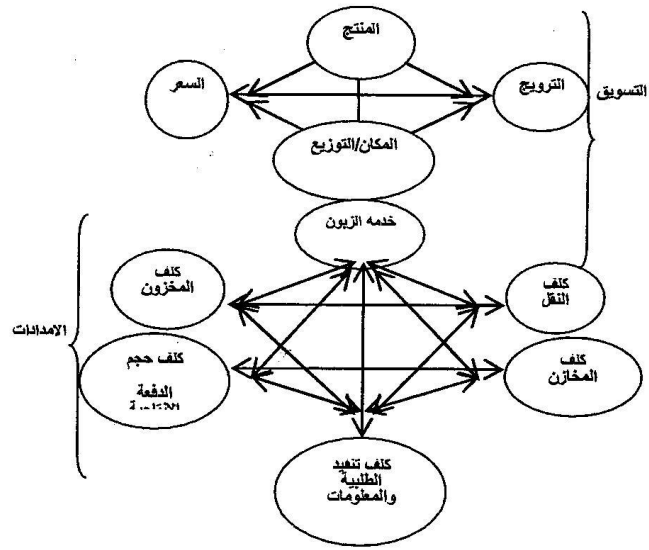 المنتج
السعر
الترويج
التسويق
المكان/التوزيع
خدمه الزبون
كلف
المخزون
كلف
النقل
الامدادات
كلف حجم
الدفعة
كلف
المخازن
كلف تنفيذ
الطلبية
والمعلومات